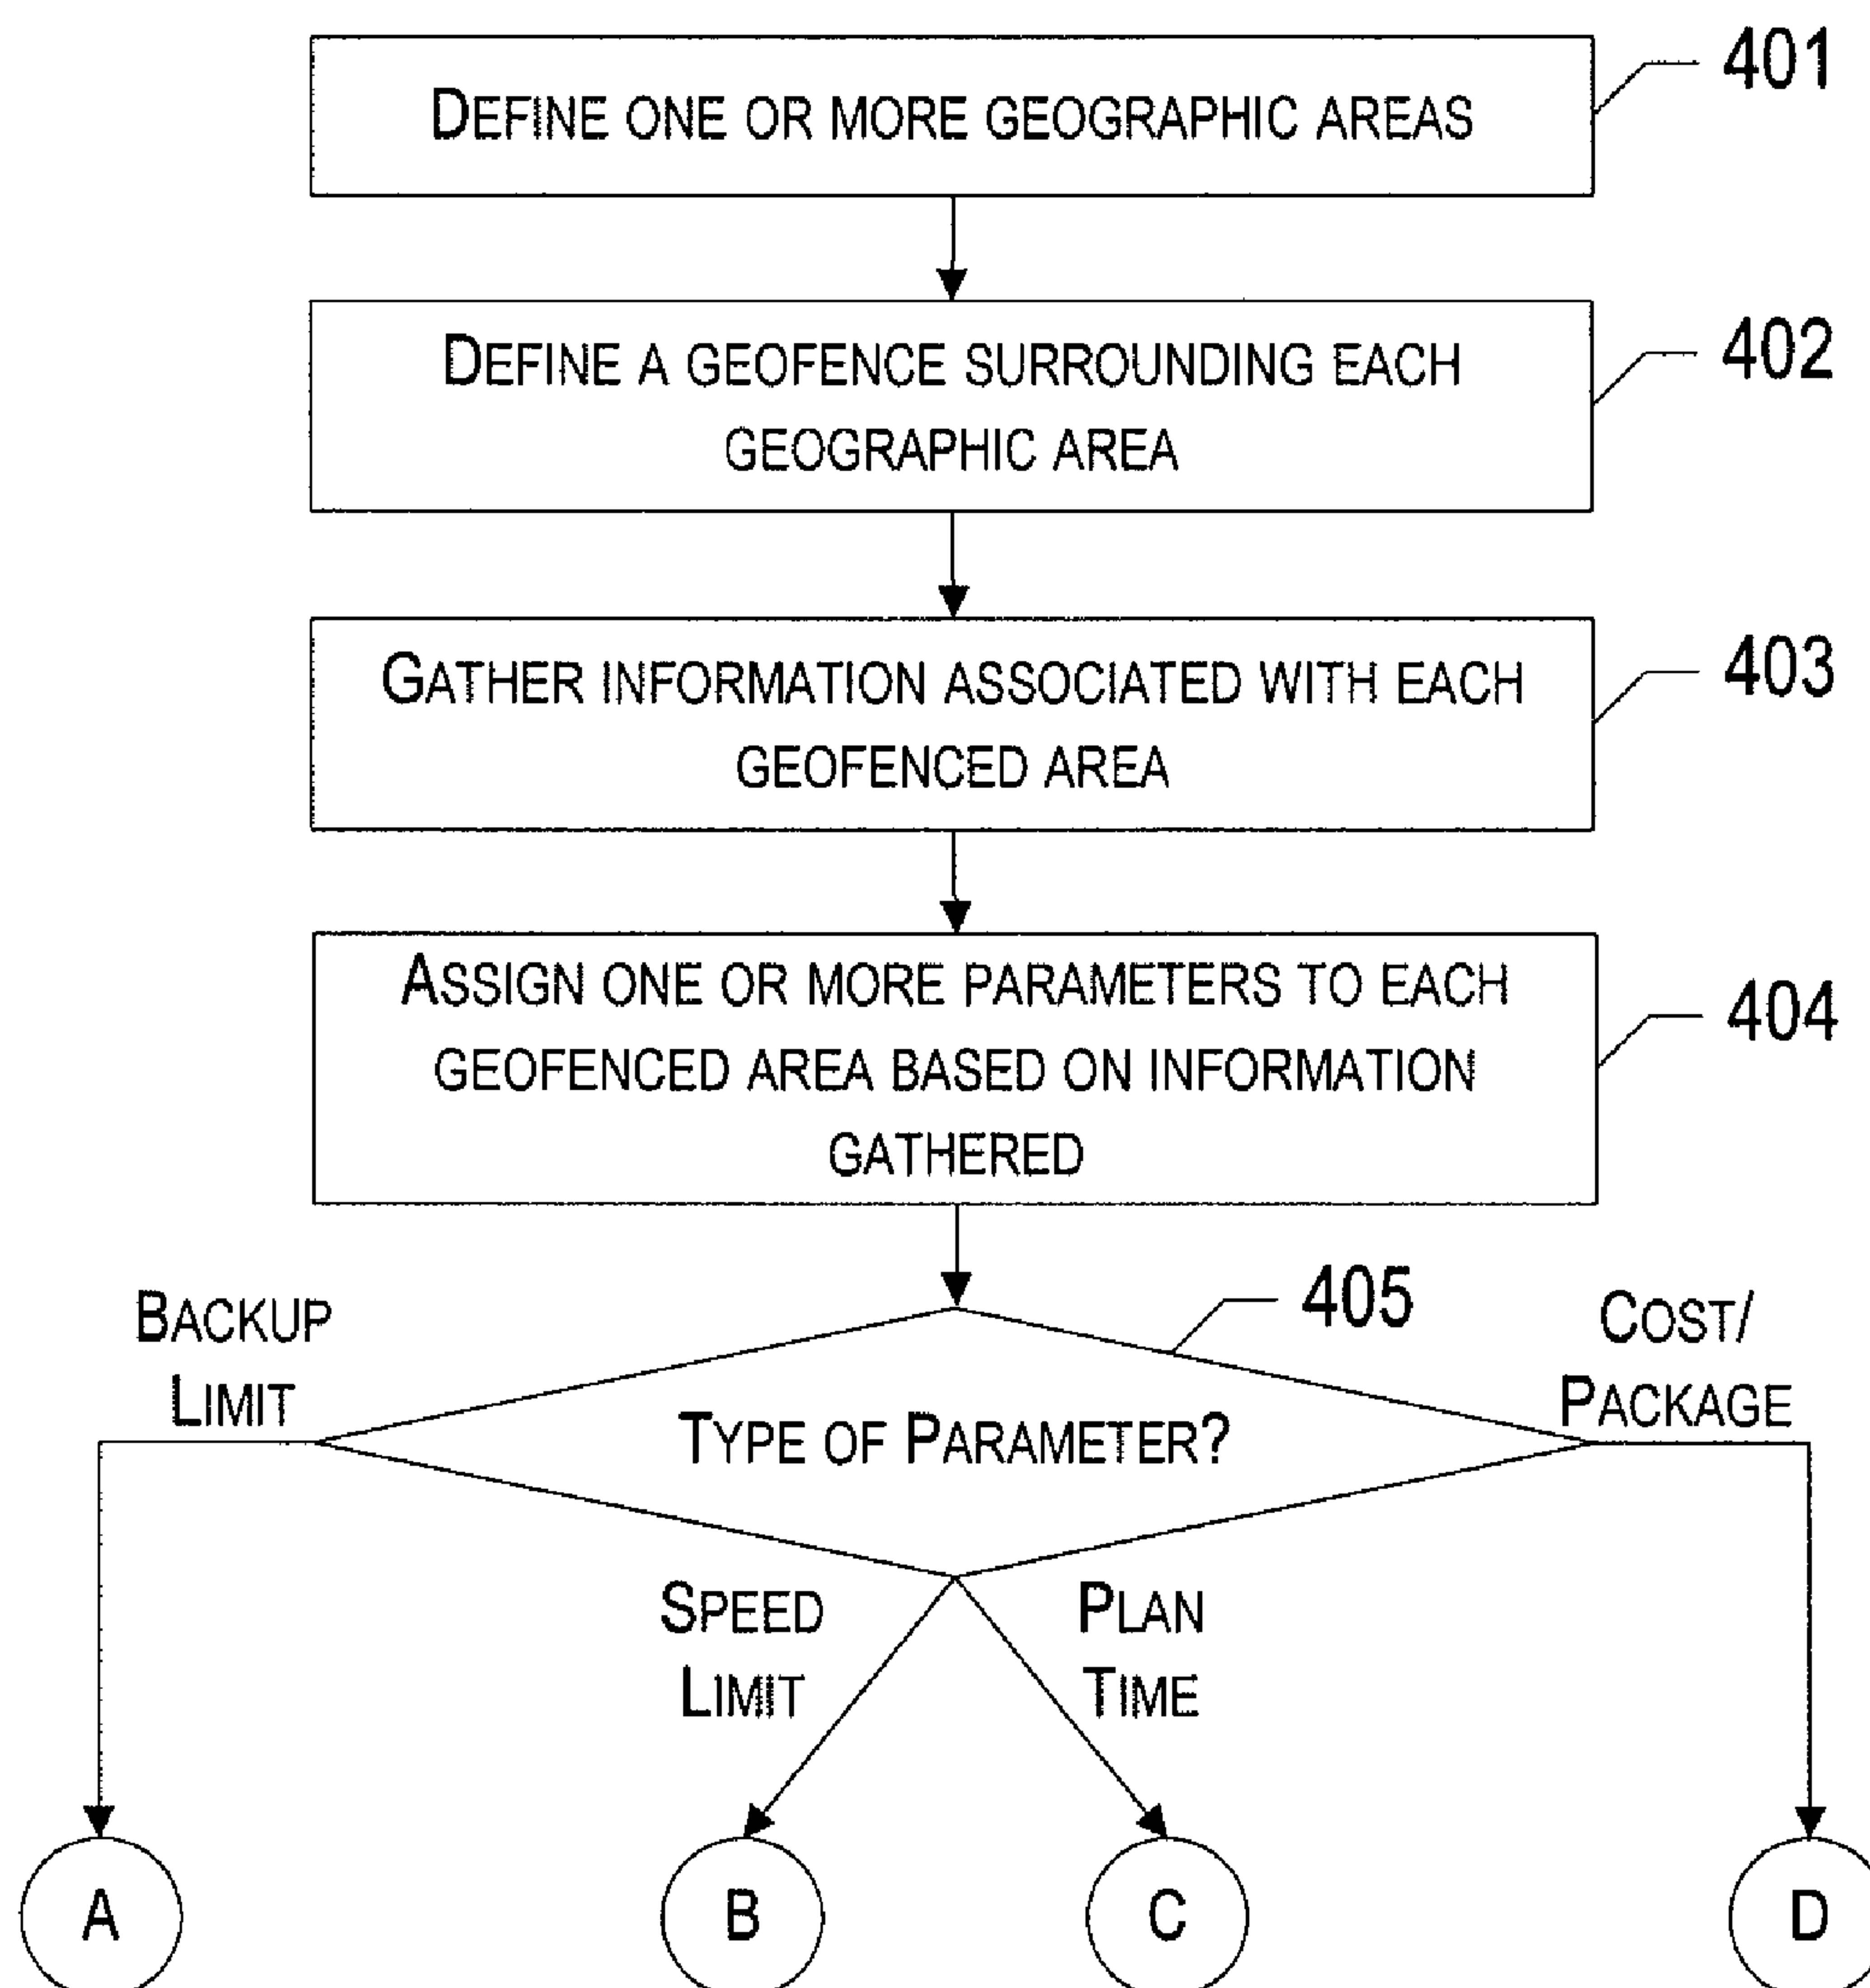 DEFINE ONE OR MORE GEOGRAPHIC AREAS
401
DEFINE A GEOFENCE SURROUNDING EACH
GEOGRAPHIC AREA
402
GATHER INFORMATION ASSOCIATED WITH EACH
GEOFENCED AREA
403
ASSIGN ONE OR MORE PARAMETERS TO EACH
GEOFENCED AREA BASED ON INFORMATION
GATHERED
404
405
BACKUP
LIMIT
TYPE OF PARAMETER?
COST/
PACKAGE
SPEED
LIMIT
PLAN
TIME
A
B
C
D